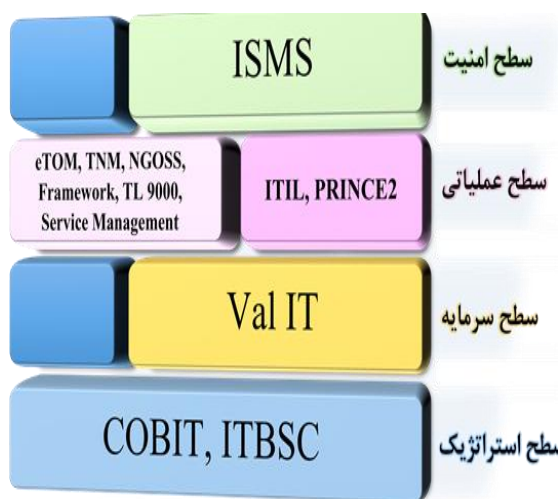 ISMS
سطح امنیت
eTOM, TNM, NGOSS,
Framework, TL 9000,
Service Management
ITIL, PRINCE2
سطح عملیاتی
Val IT
سطح سرمایه
COBIT, ITBSC
سطح استراتژیک